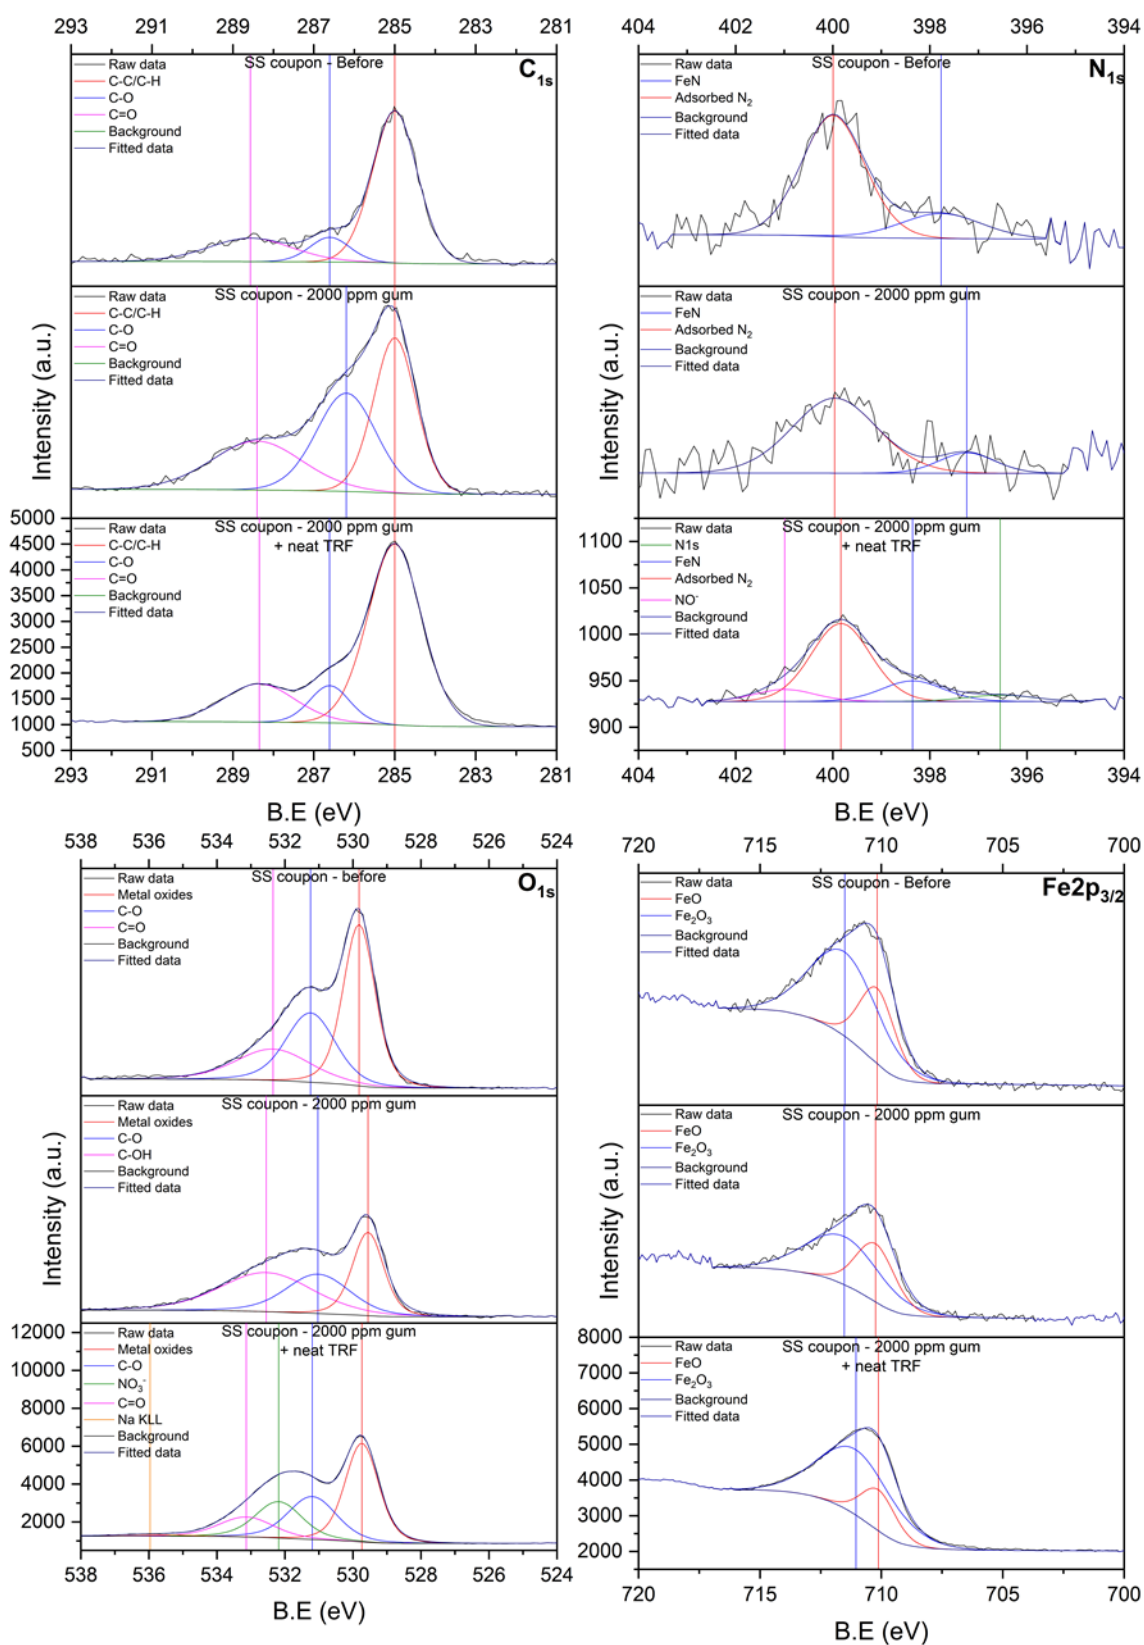 293 291 289 287 285 283 281
SS coupon - Before
C1s
Raw data
C-C/C-H
C-O
C=O
Background
Fitted data
SS coupon - 2000 ppm gum
Raw data
C-C/C-H
C-O
C=O
Background
Fitted data
SS coupon - 2000 ppm gum
+ neat TRF
Raw data
C-C/C-H
C-O
C=O
Background
Fitted data
Intensity (a.u.)
5000
4500
4000
3500
3000
2500
2000
1500
1000
500
293 291 289 287 285 283 281
B.E (eV)
404 402 400 398 396 394
SS coupon - Before
N1s
Raw data
FeN
Adsorbed N2
Background
Fitted data
SS coupon - 2000 ppm gum
Raw data
FeN
Adsorbed N2
Background
Fitted data
SS coupon - 2000 ppm gum
+ neat TRF
Raw data
N1s
FeN
Adsorbed N2
NO-
Background
Fitted data
Intensity (a.u.)
1100
1050
1000
950
900
404 402 400 398 396 394
B.E (eV)
538 536 534 532 530 528 526 524
SS coupon - before
O1s
Raw data
Metal oxides
C-O
C=O
Background
Fitted data
SS coupon - 2000 ppm gum
Raw data
Metal oxides
C-O
C-OH
Background
Fitted data
SS coupon - 2000 ppm gum
+ neat TRF
Raw data
Metal oxides
C-O
NO3-
C=O
Na KLL
Background
Fitted data
Intensity (a.u.)
12000
10000
8000
6000
4000
2000
538 536 534 532 530 528 526 524
B.E (eV)
720 715 710 705 700
SS coupon - Before
Fe2p3/2
Raw data
FeO
Fe2O3
Background
Fitted data
SS coupon - 2000 ppm gum
Raw data
FeO
Fe2O3
Background
Fitted data
SS coupon - 2000 ppm gum
+ neat TRF
Raw data
FeO
Fe2O3
Background
Fitted data
Intensity (a.u.)
8000
7000
6000
5000
4000
3000
2000
720 715 710 705 700
B.E (eV)